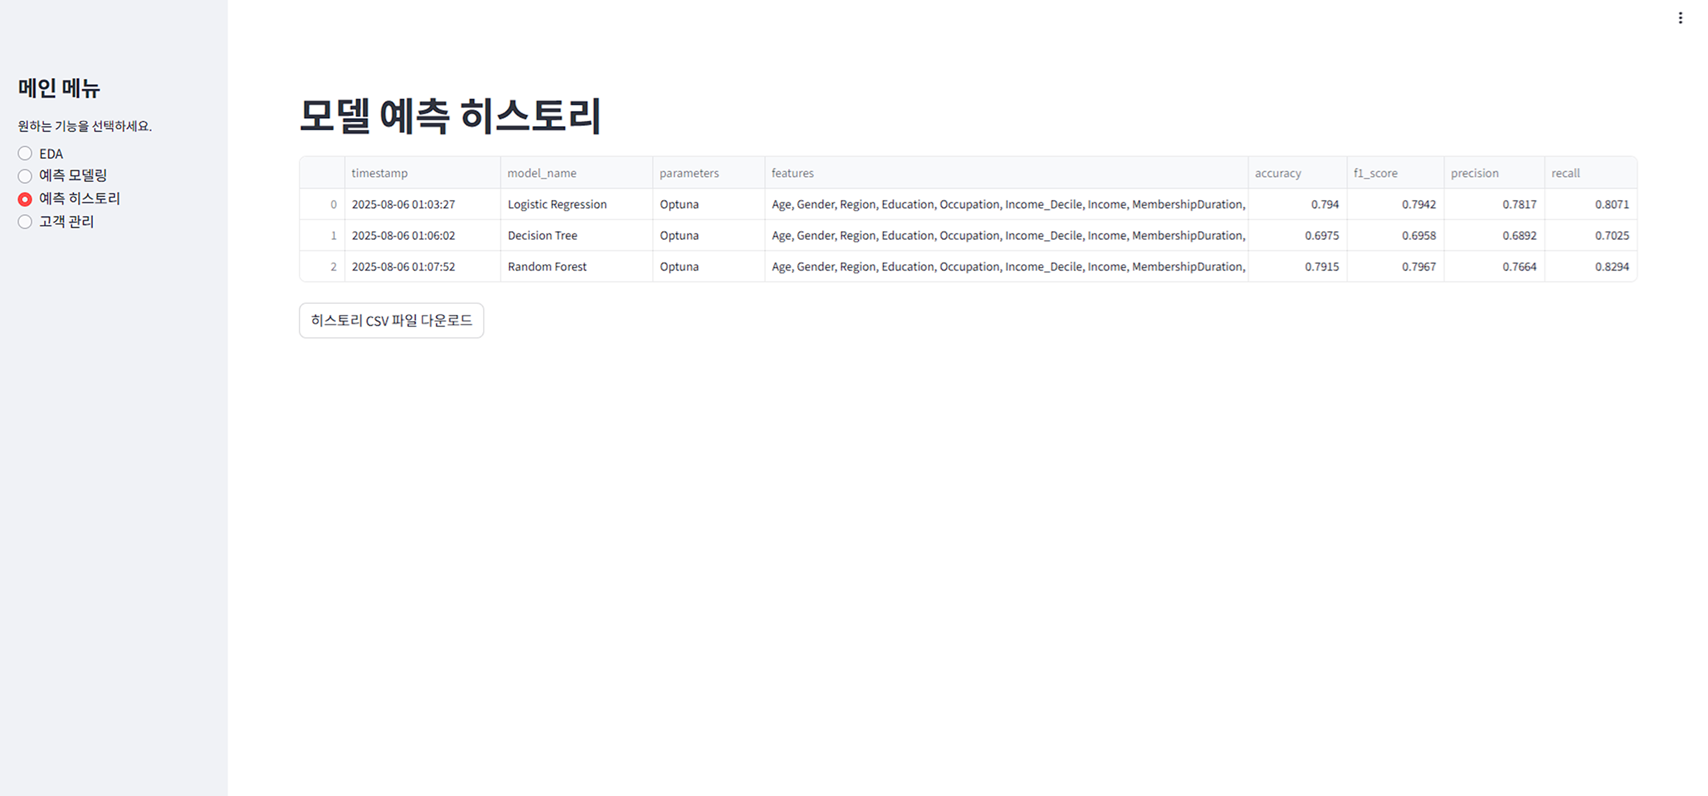 메인 메뉴
원하는 기능을 선택하세요.
EDA
예측 모델링
예측 히스토리
고객 관리
모델 예측 히스토리
timestamp model_name parameters features accuracy f1_score precision recall
0 2025-08-06 01:03:27 Logistic Regression Optuna Age, Gender, Region, Education, Occupation, Income_Decile, Income, MembershipDuration, 0.794 0.7942 0.7817 0.8071
1 2025-08-06 01:06:02 Decision Tree Optuna Age, Gender, Region, Education, Occupation, Income_Decile, Income, MembershipDuration, 0.6975 0.6958 0.6892 0.7025
2 2025-08-06 01:07:52 Random Forest Optuna Age, Gender, Region, Education, Occupation, Income_Decile, Income, MembershipDuration, 0.7915 0.7967 0.7664 0.8294
히스토리 CSV 파일 다운로드